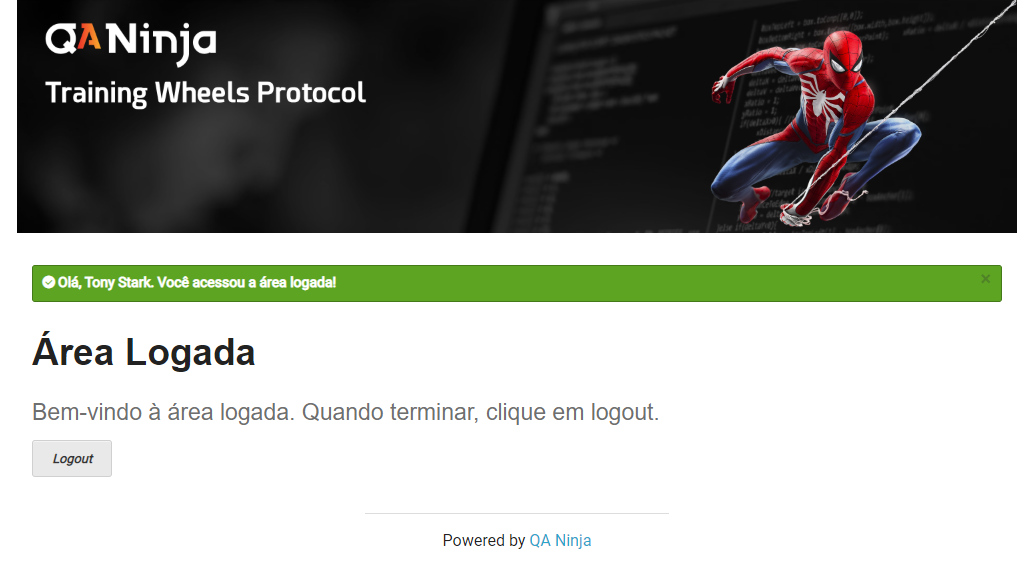 QA Ninja
Training Wheels Protocol
Olá, Tony Stark. Você acessou a área logada!
×
Área Logada
Bem-vindo à área logada. Quando terminar, clique em logout.
Logout
Powered by QA Ninja